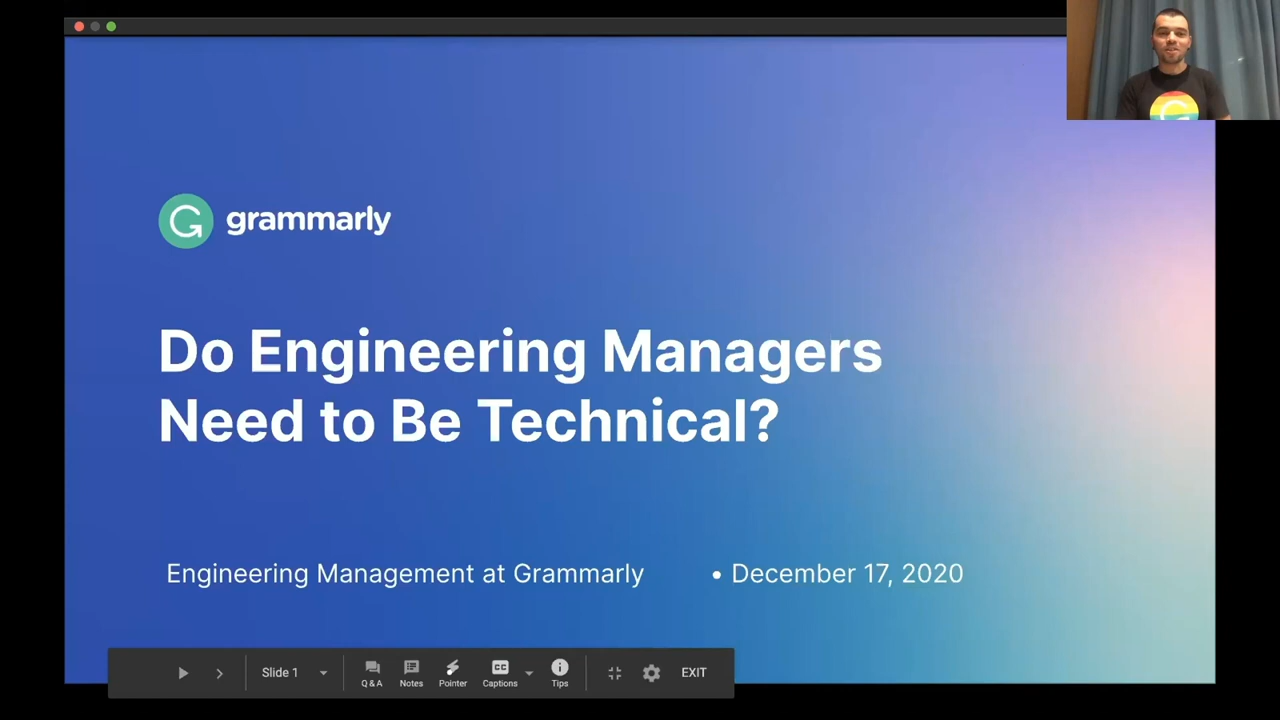 grammarly
Do Engineering Managers
Need to Be Technical?
Engineering Management at Grammarly • December 17, 2020
Slide 1
Q & A
Notes
Pointer
CC
Captions
Tips
EXIT